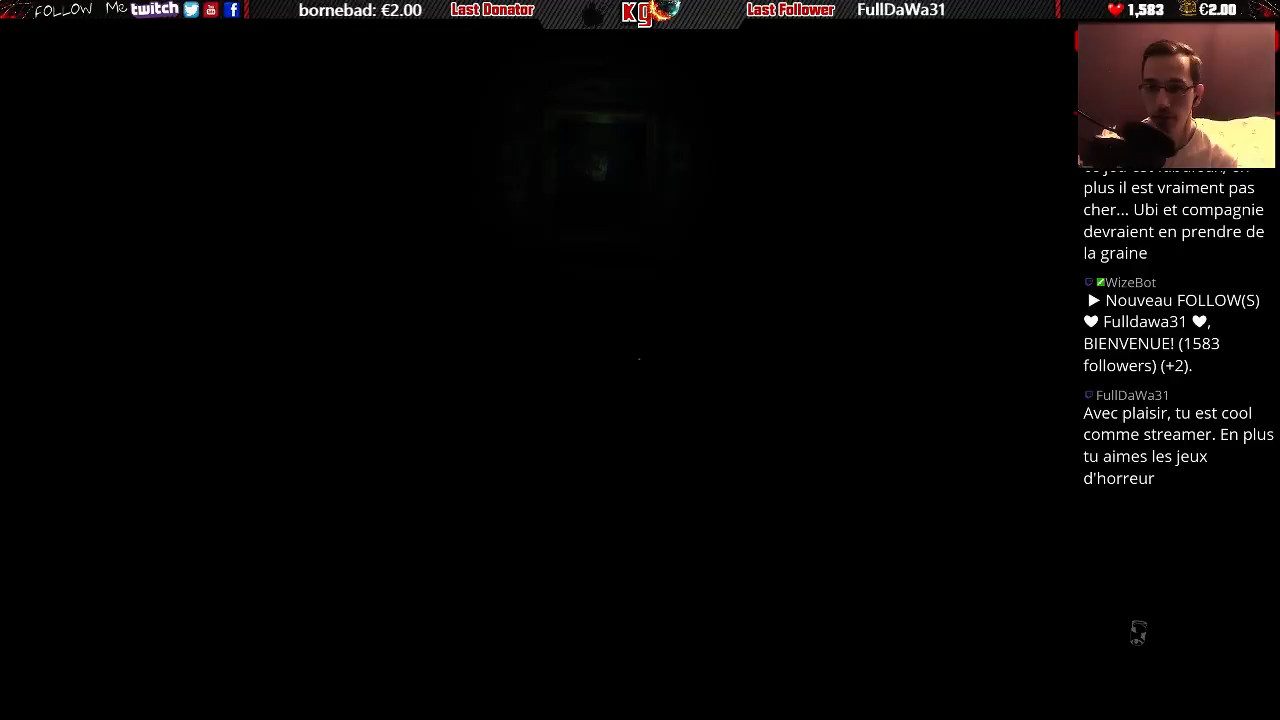 FOLLOW Me twitch
bornebad: €2.00
Last Donator
Kg
Last Follower
FullDaWa31
1,583
€2.00
plus il est vraiment pas
cher... Ubi et compagnie
devraient en prendre de
la graine
WizeBot
▶ Nouveau FOLLOW(S)
♥ Fulldawa31 ♥,
BIENVENUE! (1583
followers) (+2).
FullDaWa31
Avec plaisir, tu est cool
comme streamer. En plus
tu aimes les jeux
d'horreur